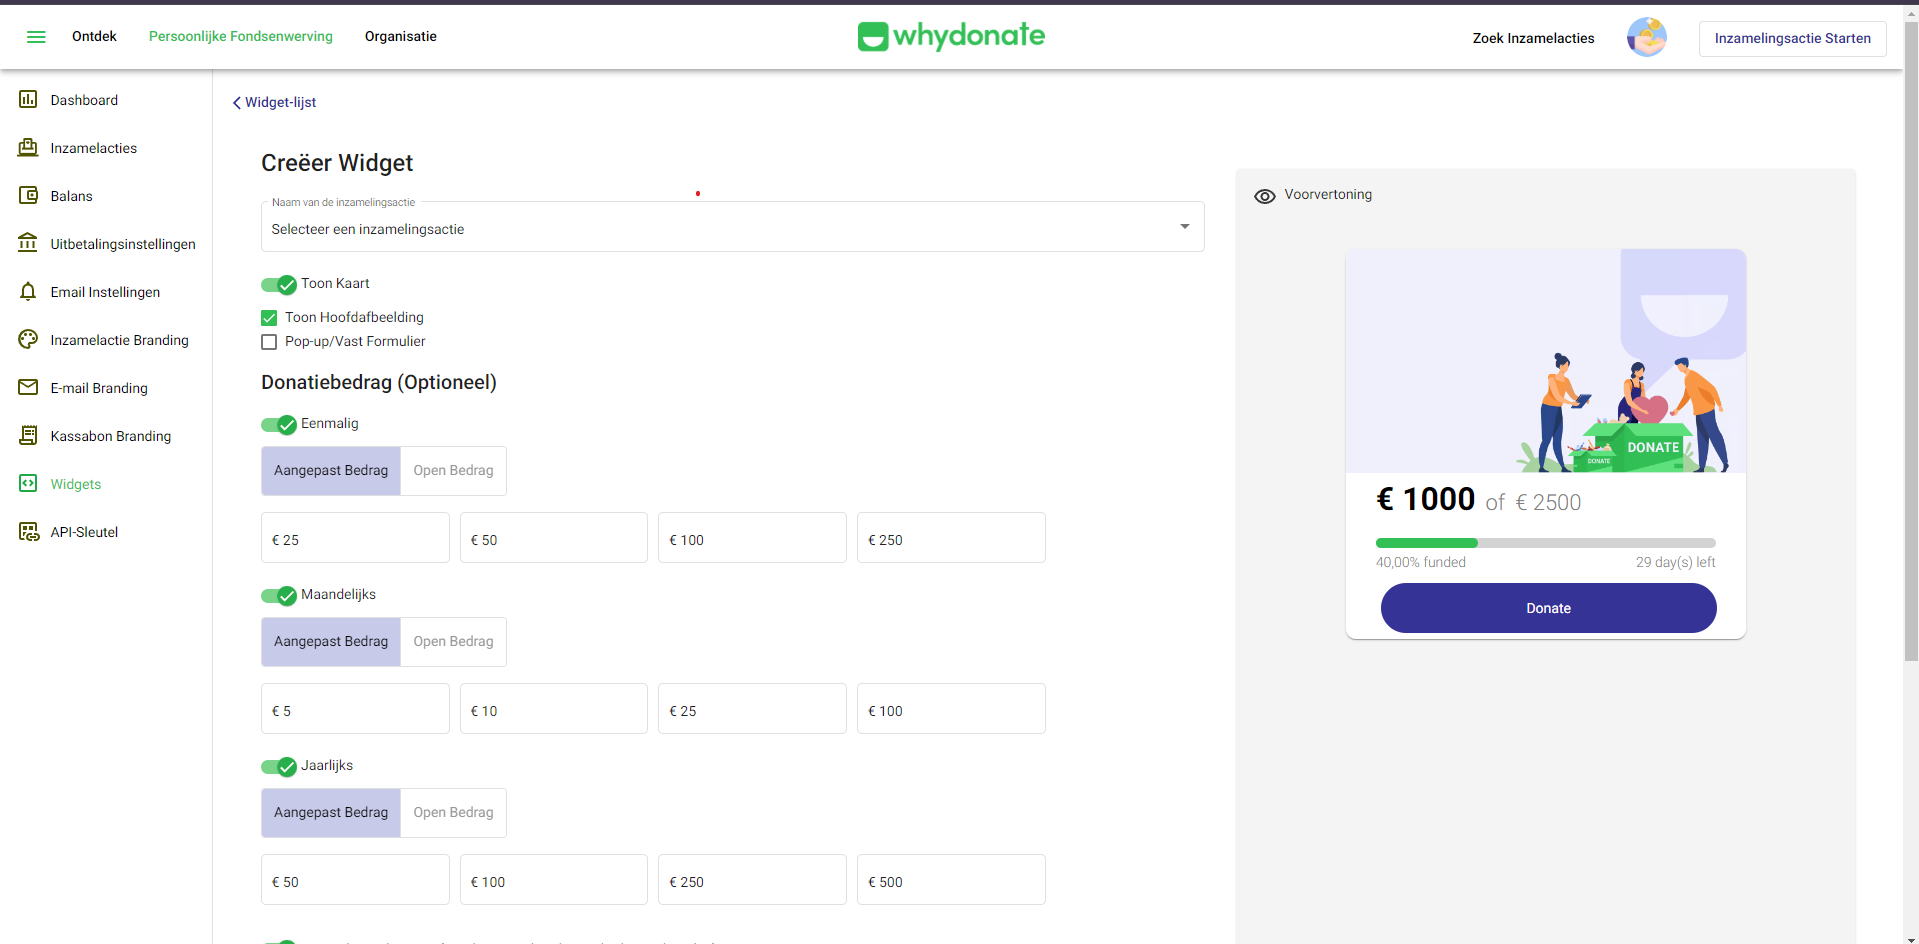 Ontdek
Persoonlijke Fondsenwerving
Organisatie
whydonate
Zoek Inzamelacties
Inzamelingsactie Starten
Dashboard
Inzamelacties
Balans
Uitbetalingsinstellingen
Email Instellingen
Inzamelactie Branding
E-mail Branding
Kassabon Branding
Widgets
API-Sleutel
Widget-lijst
Creëer Widget
Naam van de inzamelingsactie
Selecteer een inzamelingsactie
Toon Kaart
Toon Hoofdafbeelding
Pop-up/Vast Formulier
Donatiebedrag (Optioneel)
Eenmalig
Aangepast Bedrag
Open Bedrag
€ 25
€ 50
€ 100
€ 250
Maandelijks
Aangepast Bedrag
Open Bedrag
€ 5
€ 10
€ 25
€ 100
Jaarlijks
Aangepast Bedrag
Open Bedrag
€ 50
€ 100
€ 250
€ 500
Voorvertoning
DONATE
DONATE
€ 1000 of € 2500
40,00% funded
29 day(s) left
Donate